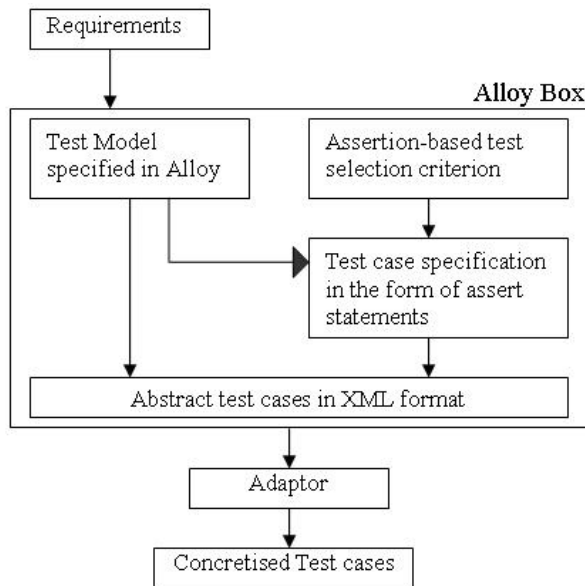 Requirements
Alloy Box
Test Model
specified in Alloy
Assertion-based test
selection criterion
Test case specification
in the form of assert
statements
Abstract test cases in XML format
Adaptor
Concretised Test cases